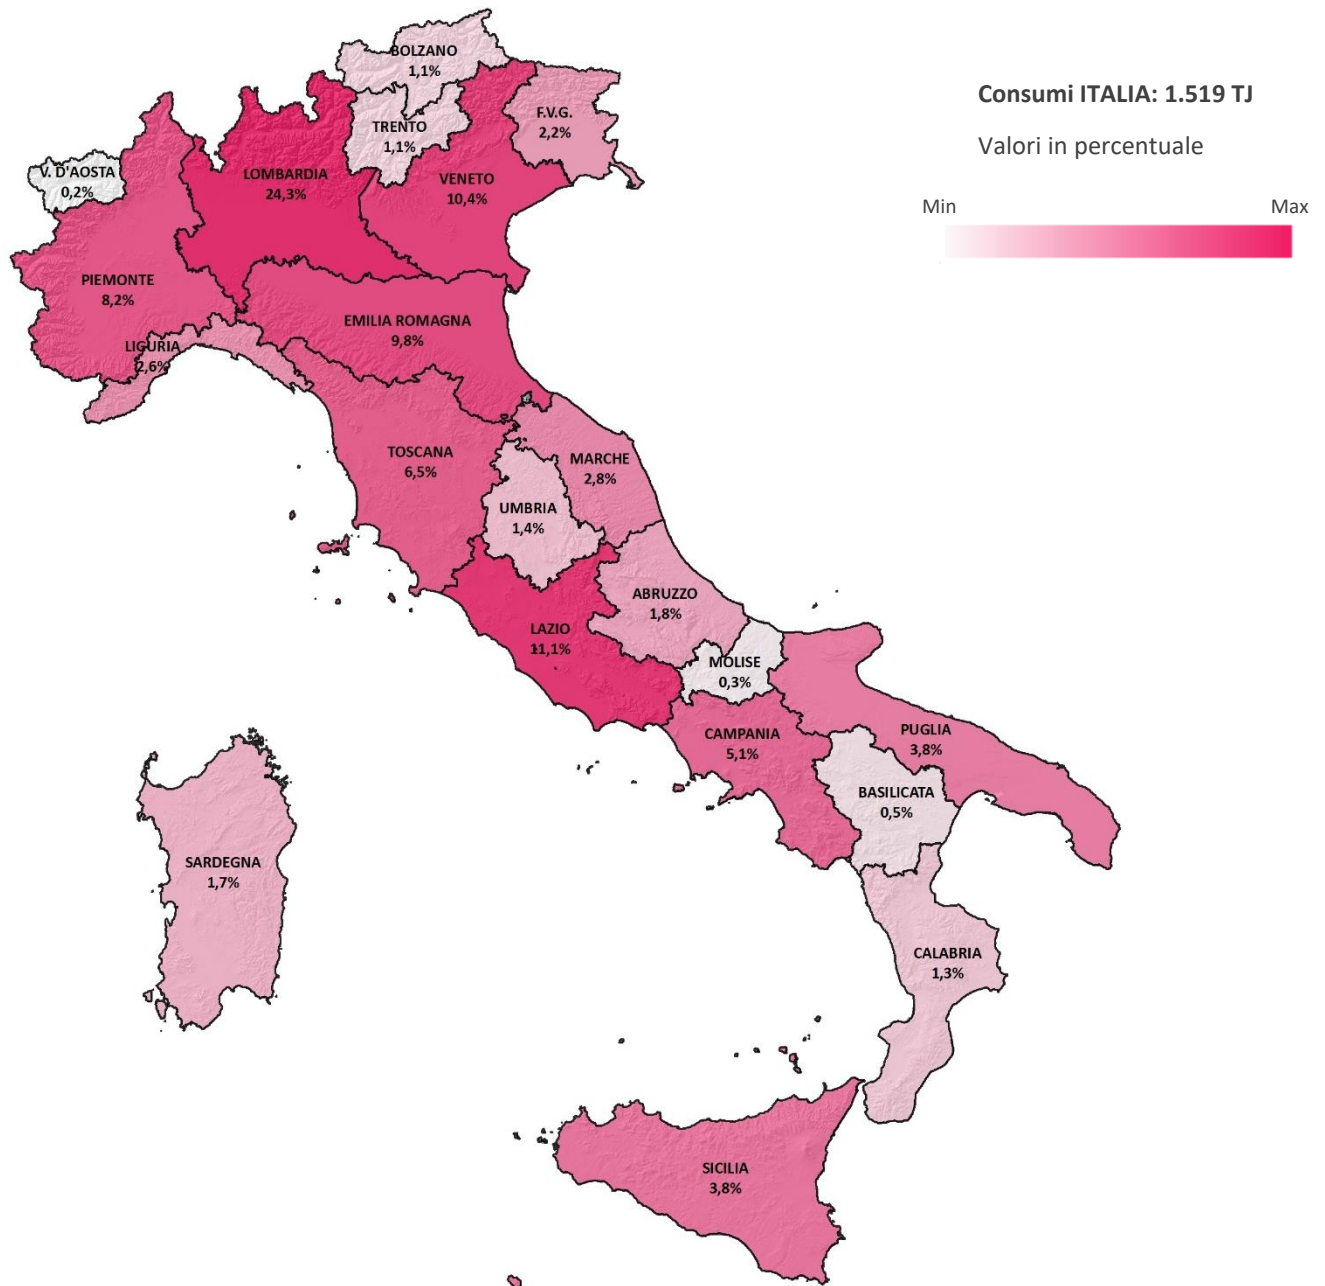 BOLZANO
1,1%
Consumi ITALIA: 1.519 TJ
F.V.G.
2,2%
TRENTO
1,1%
Valori in percentuale
V. D'AOSTA
0,2%
LOMBARDIA
24,3%
VENETO
10,4%
Min
Max
PIEMONTE
8,2%
EMILIA ROMAGNA
9,8%
LIGURIA
2,6%
TOSCANA
6,5%
MARCHE
2,8%
UMBRIA
1,4%
ABRUZZO
1,8%
LAZIO
11,1%
MOLISE
0,3%
CAMPANIA
5,1%
PUGLIA
3,8%
BASILICATA
0,5%
SARDEGNA
1,7%
CALABRIA
1,3%
SICILIA
3,8%